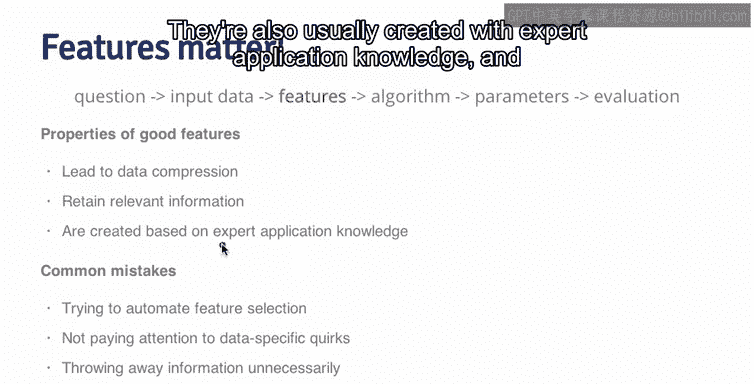 They're also usually created with expert
application knowledge, and
Features matter!
question -> input data -> features -> algorithm -> parameters -> evaluation
Properties of good features
· Lead to data compression
· Retain relevant information
· Are created based on expert application knowledge
Common mistakes
· Trying to automate feature selection
· Not paying attention to data-specific quirks
· Throwing away information unnecessarily